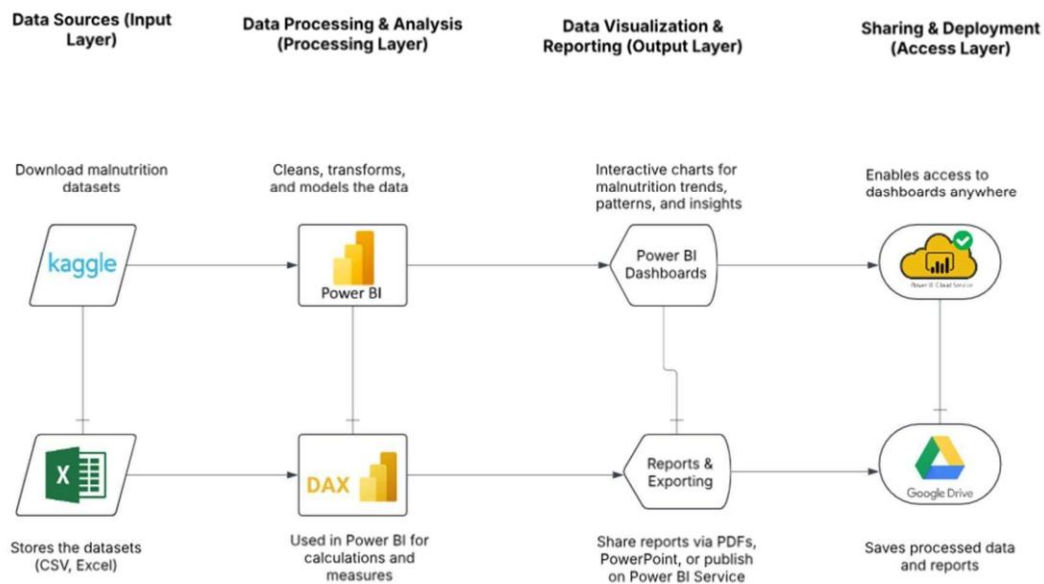 Data Sources (Input
Layer)
Data Processing & Analysis
(Processing Layer)
Data Visualization &
Reporting (Output Layer)
Sharing & Deployment
(Access Layer)
Download malnutrition
datasets
Cleans, transforms,
and models the data
Interactive charts for
malnutrition trends,
patterns, and insights
Enables access to
dashboards anywhere
kaggle
Power BI
Power BI
Dashboards
Power BI Cloud Service
X
DAX
Reports &
Exporting
Google Drive
Stores the datasets
(CSV, Excel)
Used in Power BI for
calculations and
measures
Share reports via PDFs,
PowerPoint, or publish
on Power BI Service
Saves processed data
and reports